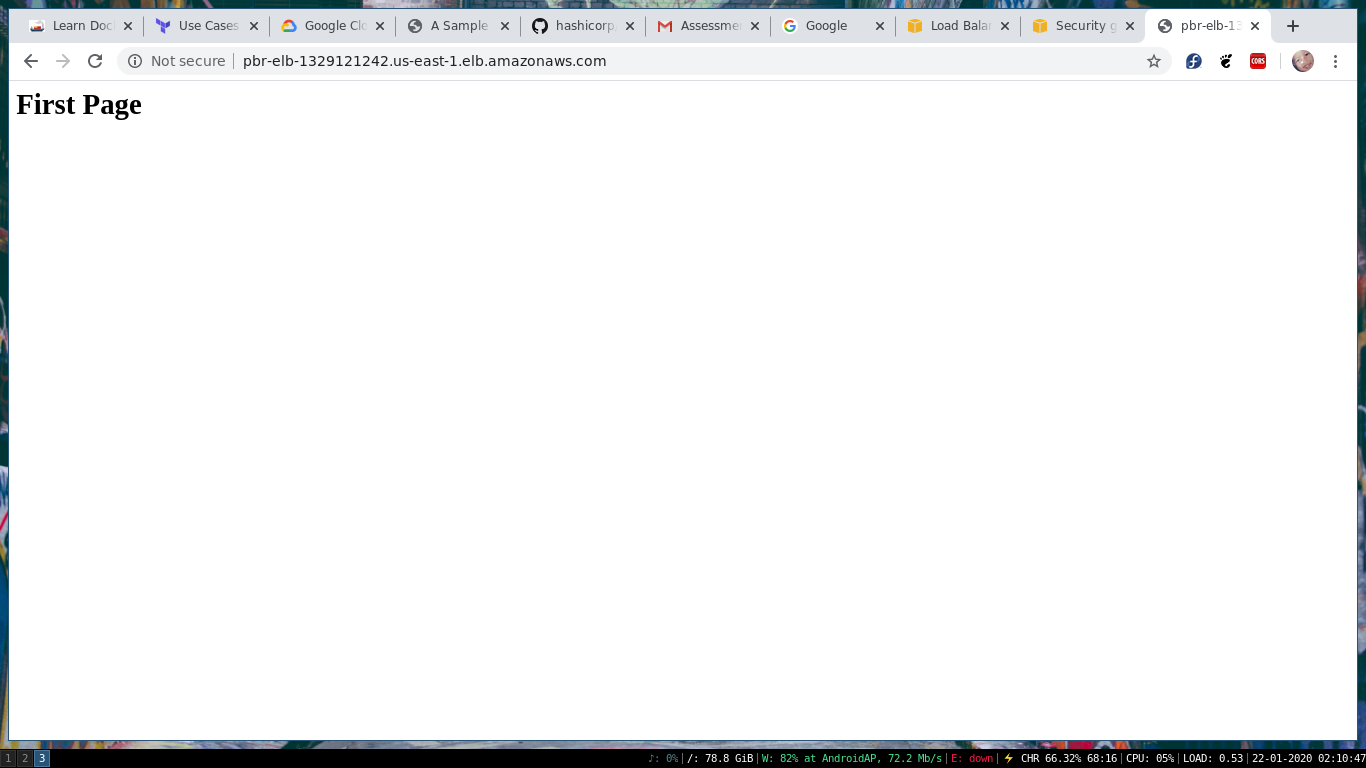 Learn Doc Use Cases Google Clo A Sample hashicorp Assessme Google Load Balan Security g pbr-elb-13
Not secure pbr-elb-1329121242.us-east-1.elb.amazonaws.com CORS
First Page
1 2 3 ♪: 0%|/: 78.8 GiB|W: 82% at AndroidAP, 72.2 Mb/s|E: down|⚡ CHR 66.32% 68:16|CPU: 05%|LOAD: 0.53|22-01-2020 02:10:47